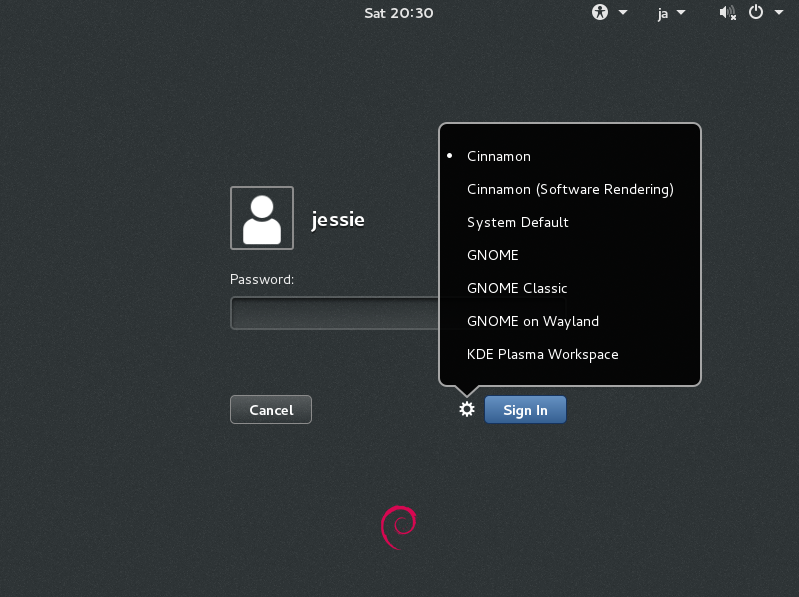 Sat 20:30
ja
Cinnamon
Cinnamon (Software Rendering)
System Default
GNOME
GNOME Classic
GNOME on Wayland
KDE Plasma Workspace
jessie
Password:
Cancel
Sign In